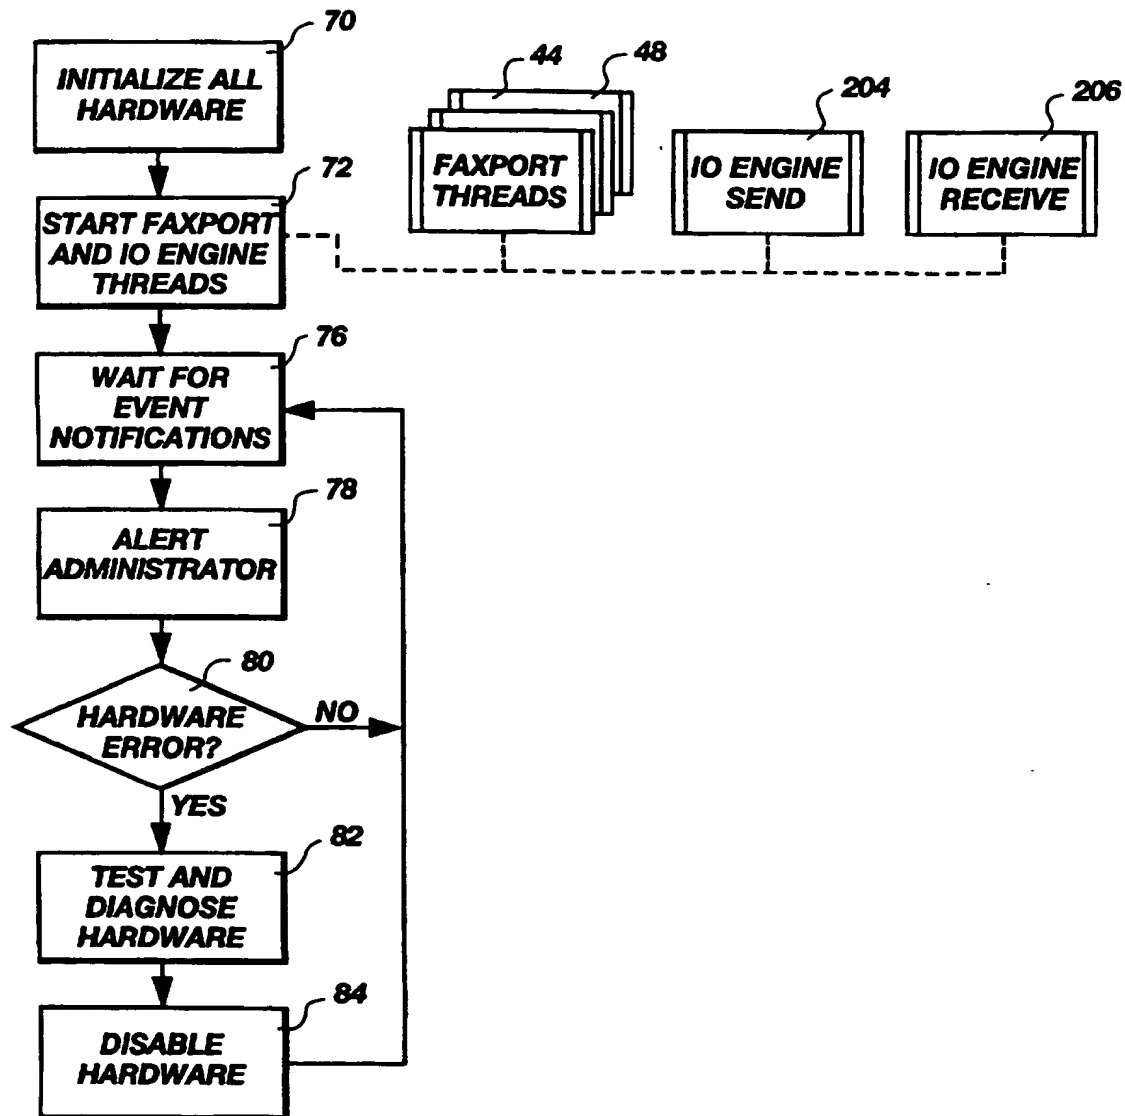 70
INITIALIZE ALL
HARDWARE
72
START FAXPORT
AND IO ENGINE
THREADS
44
48
FAXPORT
THREADS
204
IO ENGINE
SEND
206
IO ENGINE
RECEIVE
76
WAIT FOR
EVENT
NOTIFICATIONS
78
ALERT
ADMINISTRATOR
80
HARDWARE
ERROR?
NO
YES
82
TEST AND
DIAGNOSE
HARDWARE
84
DISABLE
HARDWARE